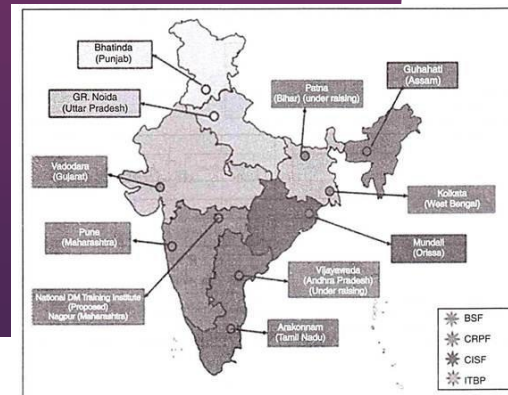 Bhatinda
(Punjab)
GR. Noida
(Uttar Pradesh)
Patna
(Bihar) (under raising)
Guhahati
(Assam)
Vadodara
(Gujarat)
Kolkata
(West Bengal)
Pune
(Maharashtra)
Mundali
(Orissa)
Vijayawada
(Andhra Pradesh)
(Under raising)
National DM Training Institute
(Proposed)
Nagpur (Maharashtra)
Arakonnam
(Tamil Nadu)
BSF
CRPF
CISF
ITBP